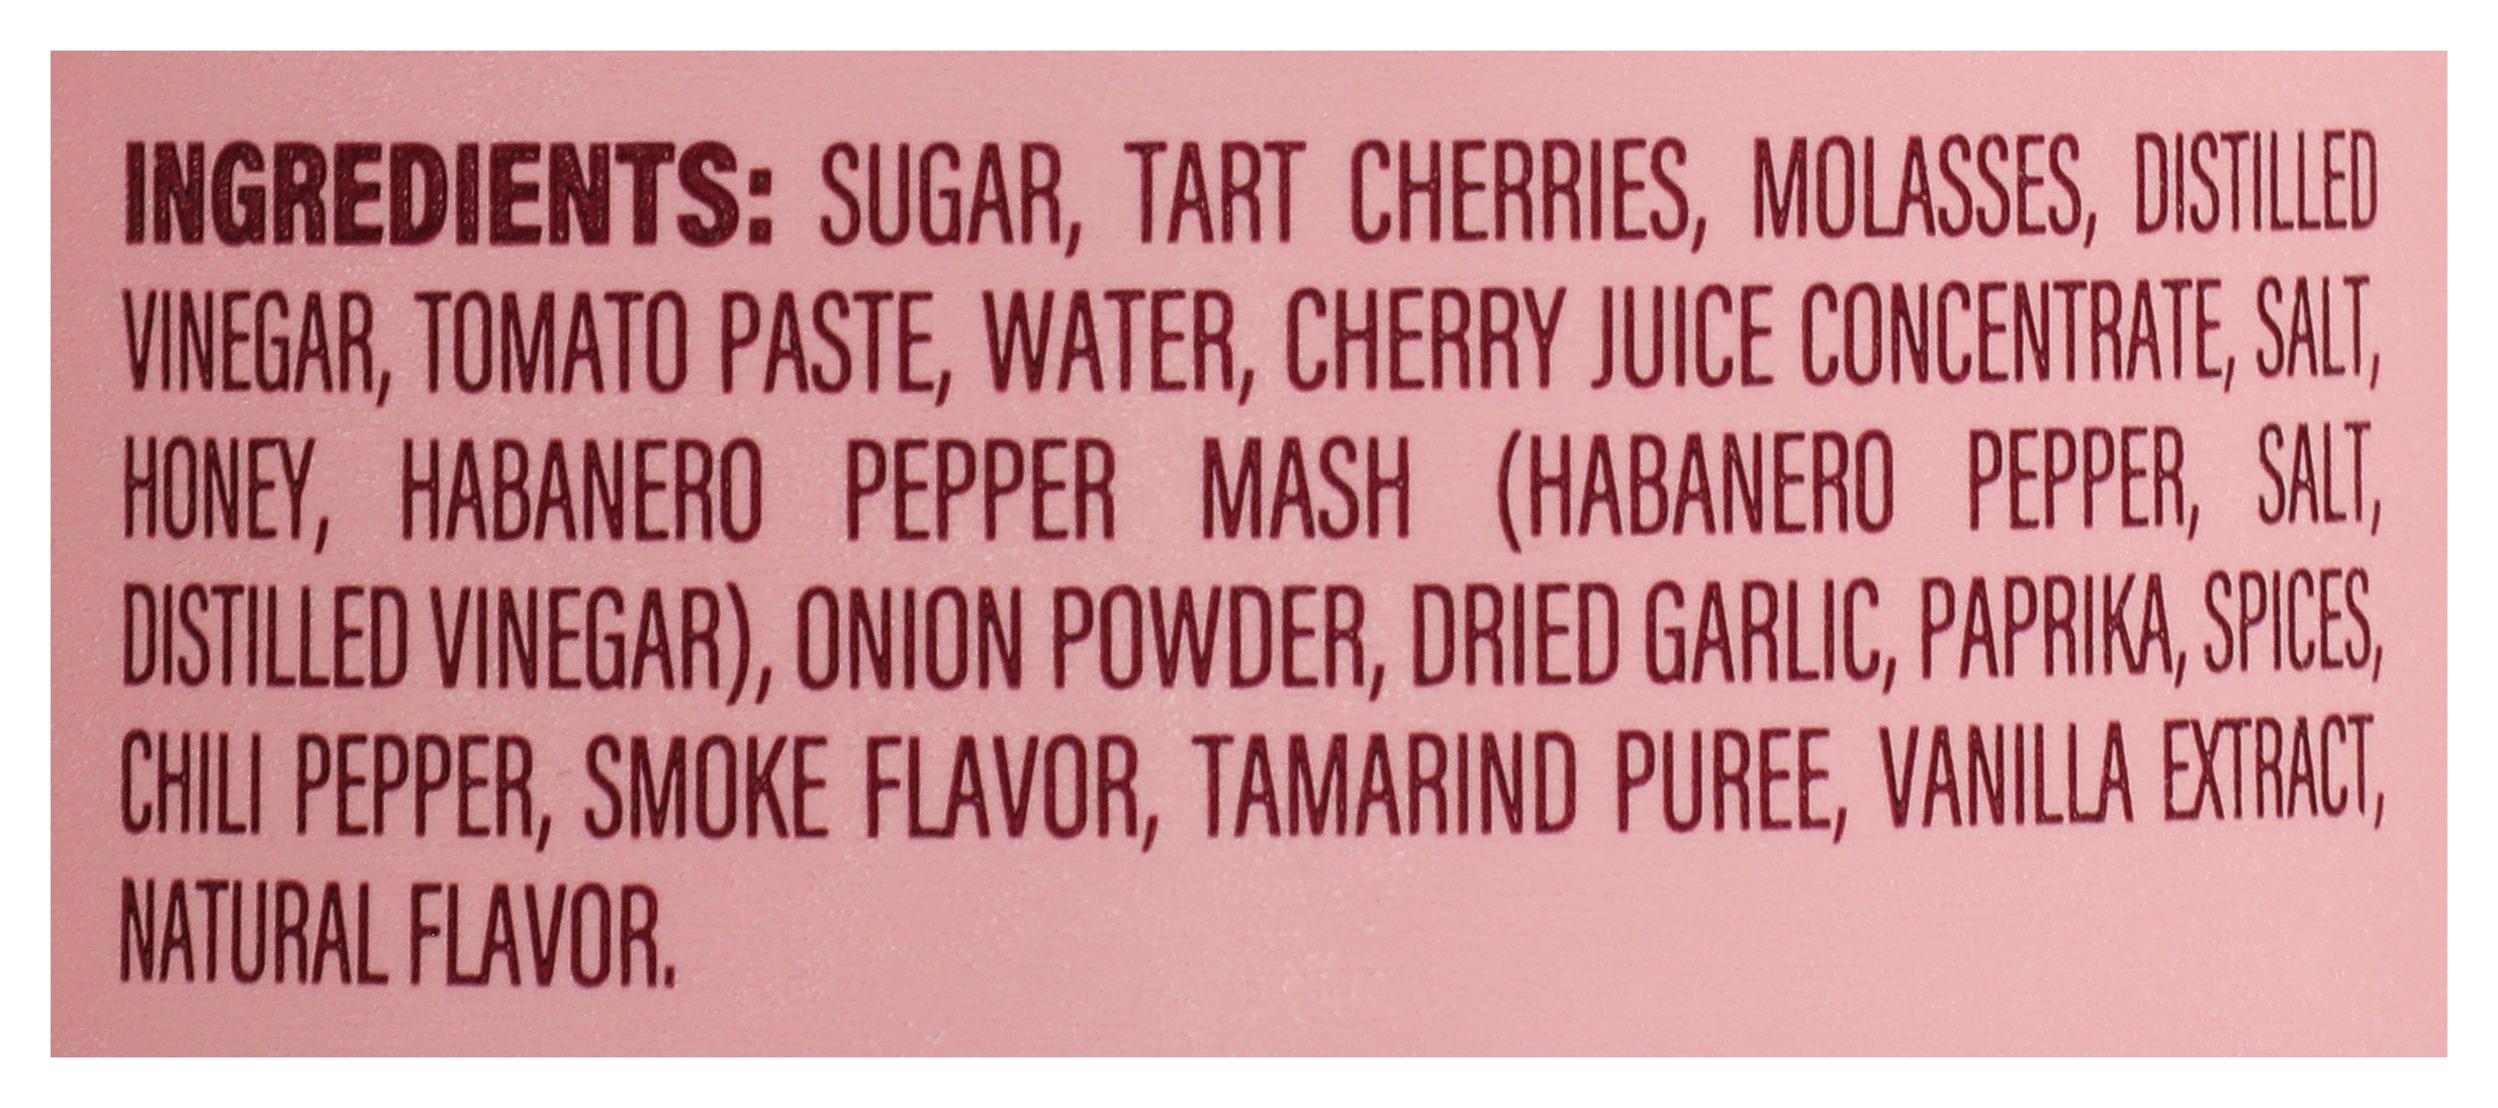 INGREDIENTS: SUGAR, TART CHERRIES, MOLASSES, DISTILLED
VINEGAR, TOMATO PASTE, WATER, CHERRY JUICE CONCENTRATE, SALT,
HONEY, HABANERO PEPPER MASH (HABANERO PEPPER, SALT,
DISTILLED VINEGAR), ONION POWDER, DRIED GARLIC, PAPRIKA, SPICES,
CHILI PEPPER, SMOKE FLAVOR, TAMARIND PUREE, VANILLA EXTRACT,
NATURAL FLAVOR.